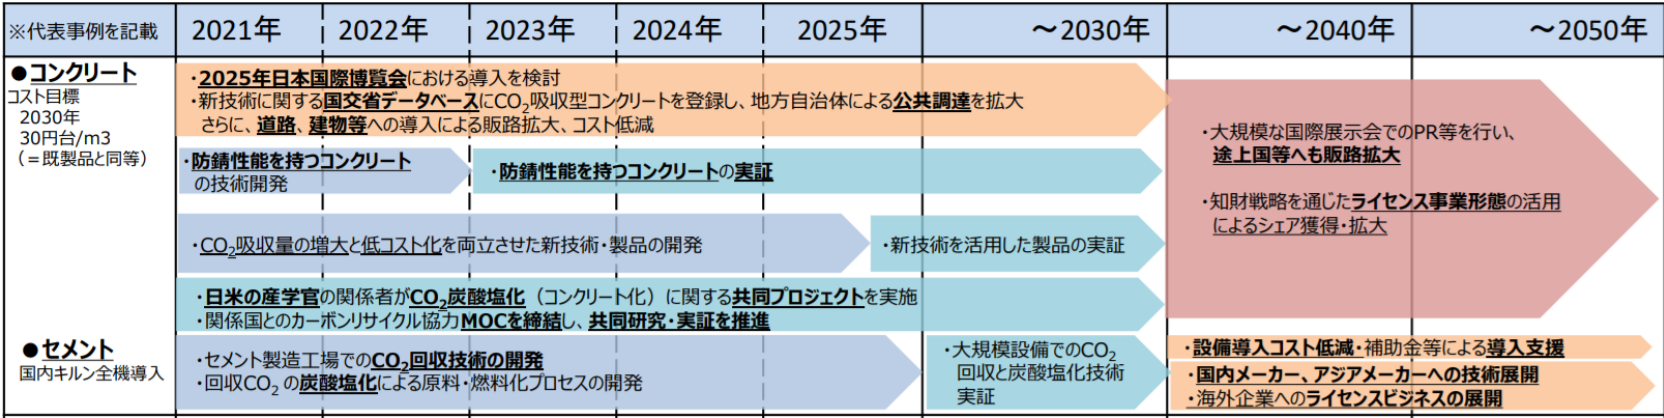 ※代表事例を記載
2021年
2022年
2023年
2024年
2025年
～2030年
～2040年
～2050年
●コンクリート
コスト目標
2030年
30円台/m3
（＝既製品と同等）
・2025年日本国際博覧会における導入を検討
・新技術に関する国交省データベースにCO₂吸収型コンクリートを登録し、地方自治体による公共調達を拡大
さらに、道路、建物等への導入による販路拡大、コスト低減
・防錆性能を持つコンクリート
の技術開発
・防錆性能を持つコンクリートの実証
・CO₂吸収量の増大と低コスト化を両立させた新技術・製品の開発
・新技術を活用した製品の実証
・日米の産学官の関係者がCO₂炭酸塩化（コンクリート化）に関する共同プロジェクトを実施
・関係国とのカーボンリサイクル協力MOCを締結し、共同研究・実証を推進
・大規模な国際展示会でのPR等を行い、
途上国等へも販路拡大
・知財戦略を通じたライセンス事業形態の活用
によるシェア獲得・拡大
●セメント
国内キルン全機導入
・セメント製造工場でのCO₂回収技術の開発
・回収CO₂の炭酸塩化による原料・燃料化プロセスの開発
・大規模設備でのCO₂
回収と炭酸塩化技術
実証
・設備導入コスト低減・補助金等による導入支援
・国内メーカー、アジアメーカーへの技術展開
・海外企業へのライセンスビジネスの展開